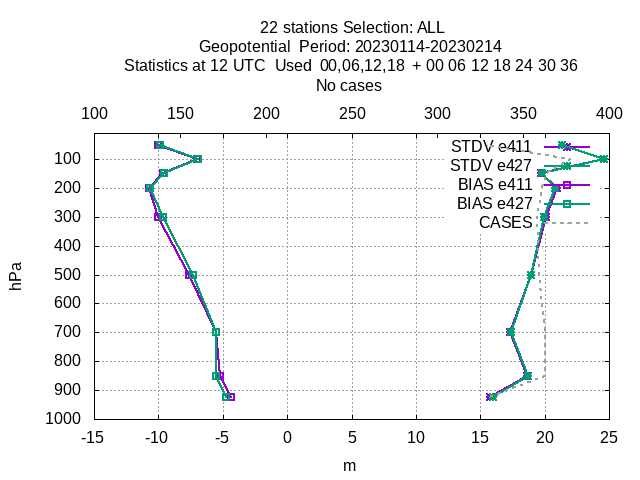 22 stations Selection: ALL
Geopotential  Period: 20230114-20230214
Statistics at 12 UTC  Used  00,06,12,18  + 00 06 12 18 24 30 36
No cases
100 150 200 250 300 350 400
STDV e411
STDV e427
BIAS e411
BIAS e427
CASES
100
200
300
400
500
600
700
800
900
1000
hPa
-15 -10 -5 0 5 10 15 20 25
m